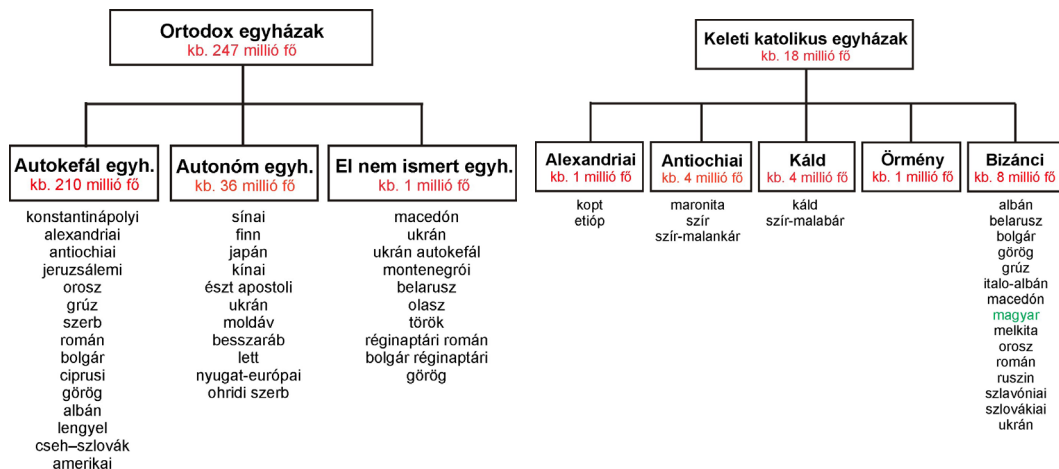 Ortodox egyházak
kb. 247 millió fő
Autokefál egyh.
kb. 210 millió fő
konstantinápolyi
alexandriai
antiochiai
jeruzsálemi
orosz
grúz
szerb
román
bolgár
ciprusi
görög
albán
lengyel
cseh–szlovák
amerikai
Autonóm egyh.
kb. 36 millió fő
sínai
finn
japán
kínai
észt apostoli
ukrán
moldáv
besszaráb
lett
nyugat-európai
ohridi szerb
El nem ismert egyh.
kb. 1 millió fő
macedón
ukrán
ukrán autokefál
montenegrói
belarusz
olasz
török
réginaptári román
bolgár réginaptári
görög
Keleti katolikus egyházak
kb. 18 millió fő
Alexandriai
kb. 1 millió fő
kopt
etióp
Antiochiai
kb. 4 millió fő
maronita
szír
szír-malankár
Káld
kb. 4 millió fő
káld
szír-malabár
Örmény
kb. 1 millió fő
Bizánci
kb. 8 millió fő
albán
belarusz
bolgár
görög
grúz
italo-albán
macedón
magyar
melkita
orosz
román
ruszin
szlavóniai
szlovákiai
ukrán